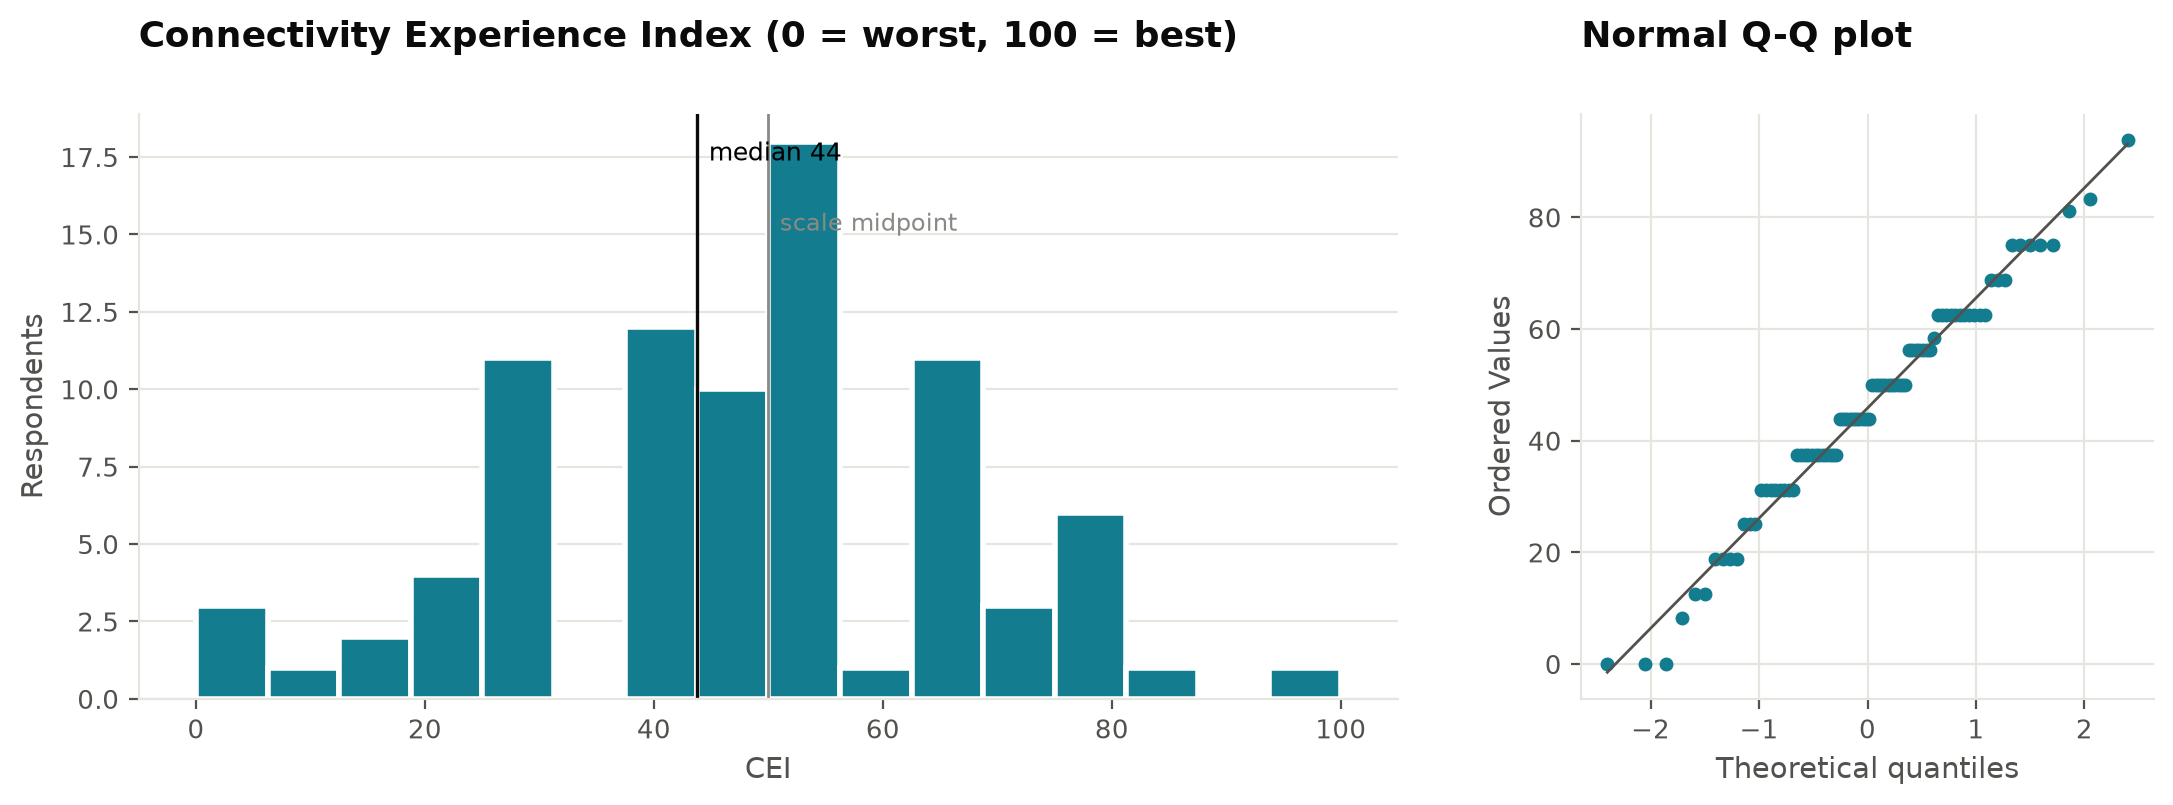 Connectivity Experience Index (0 = worst, 100 = best)
Normal Q-Q plot
median 44
scale midpoint
Respondents
17.5
15.0
12.5
10.0
7.5
5.0
2.5
0.0
0 20 40 60 80 100
CEI
Ordered Values
80
60
40
20
0
−2 −1 0 1 2
Theoretical quantiles